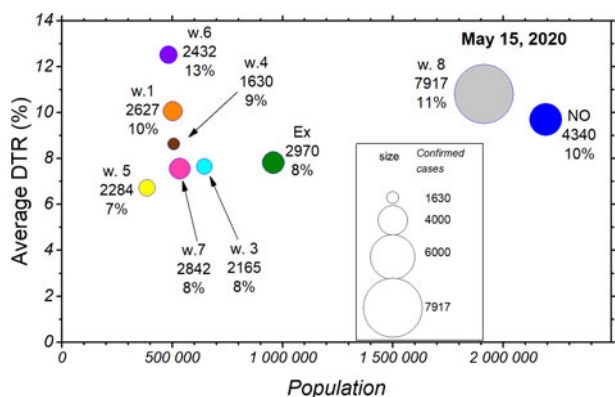 May 15, 2020
w.6
2432
13%
w.4
1630
9%
w.1
2627
10%
w. 8
7917
11%
NO
4340
10%
Ex
2970
8%
w. 5
2284
7%
w.7
2842
8%
w. 3
2165
8%
size Confirmed
cases
1630
4000
6000
7917
Average DTR (%)
14
12
10
8
6
4
2
0
0 500 000 1 000 000 1 500 000 2 000 000
Population